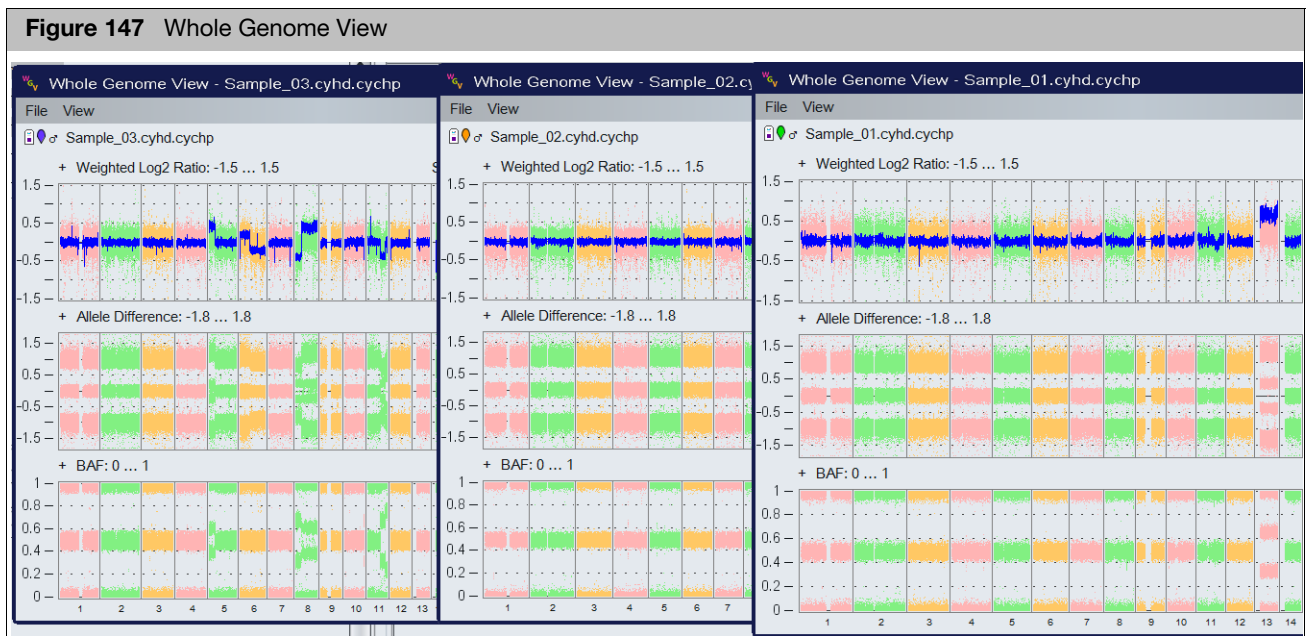 Figure 147 Whole Genome View
WGV Whole Genome View - Sample_03.cyhd.cychp
File View
♂ Sample_03.cyhd.cychp
+ Weighted Log2 Ratio: -1.5 ... 1.5
1.5
0.5
-0.5
-1.5
+ Allele Difference: -1.8 ... 1.8
1.5
0.5
-0.5
-1.5
+ BAF: 0 ... 1
1
0.8
0.6
0.4
0.2
0
1 2 3 4 5 6 7 8 9 10 11 12 13
WGV Whole Genome View - Sample_02.cy
File View
♂ Sample_02.cyhd.cychp
+ Weighted Log2 Ratio: -1.5 ... 1.5
1.5
0.5
-0.5
-1.5
+ Allele Difference: -1.8 ... 1.8
1.5
0.5
-0.5
-1.5
+ BAF: 0 ... 1
1
0.8
0.6
0.4
0.2
0
1 2 3 4 5 6 7
WGV Whole Genome View - Sample_01.cyhd.cychp
File View
♂ Sample_01.cyhd.cychp
+ Weighted Log2 Ratio: -1.5 ... 1.5
1.5
0.5
-0.5
-1.5
+ Allele Difference: -1.8 ... 1.8
1.5
0.5
-0.5
-1.5
+ BAF: 0 ... 1
1
0.8
0.6
0.4
0.2
0
1 2 3 4 5 6 7 8 9 10 11 12 13 14